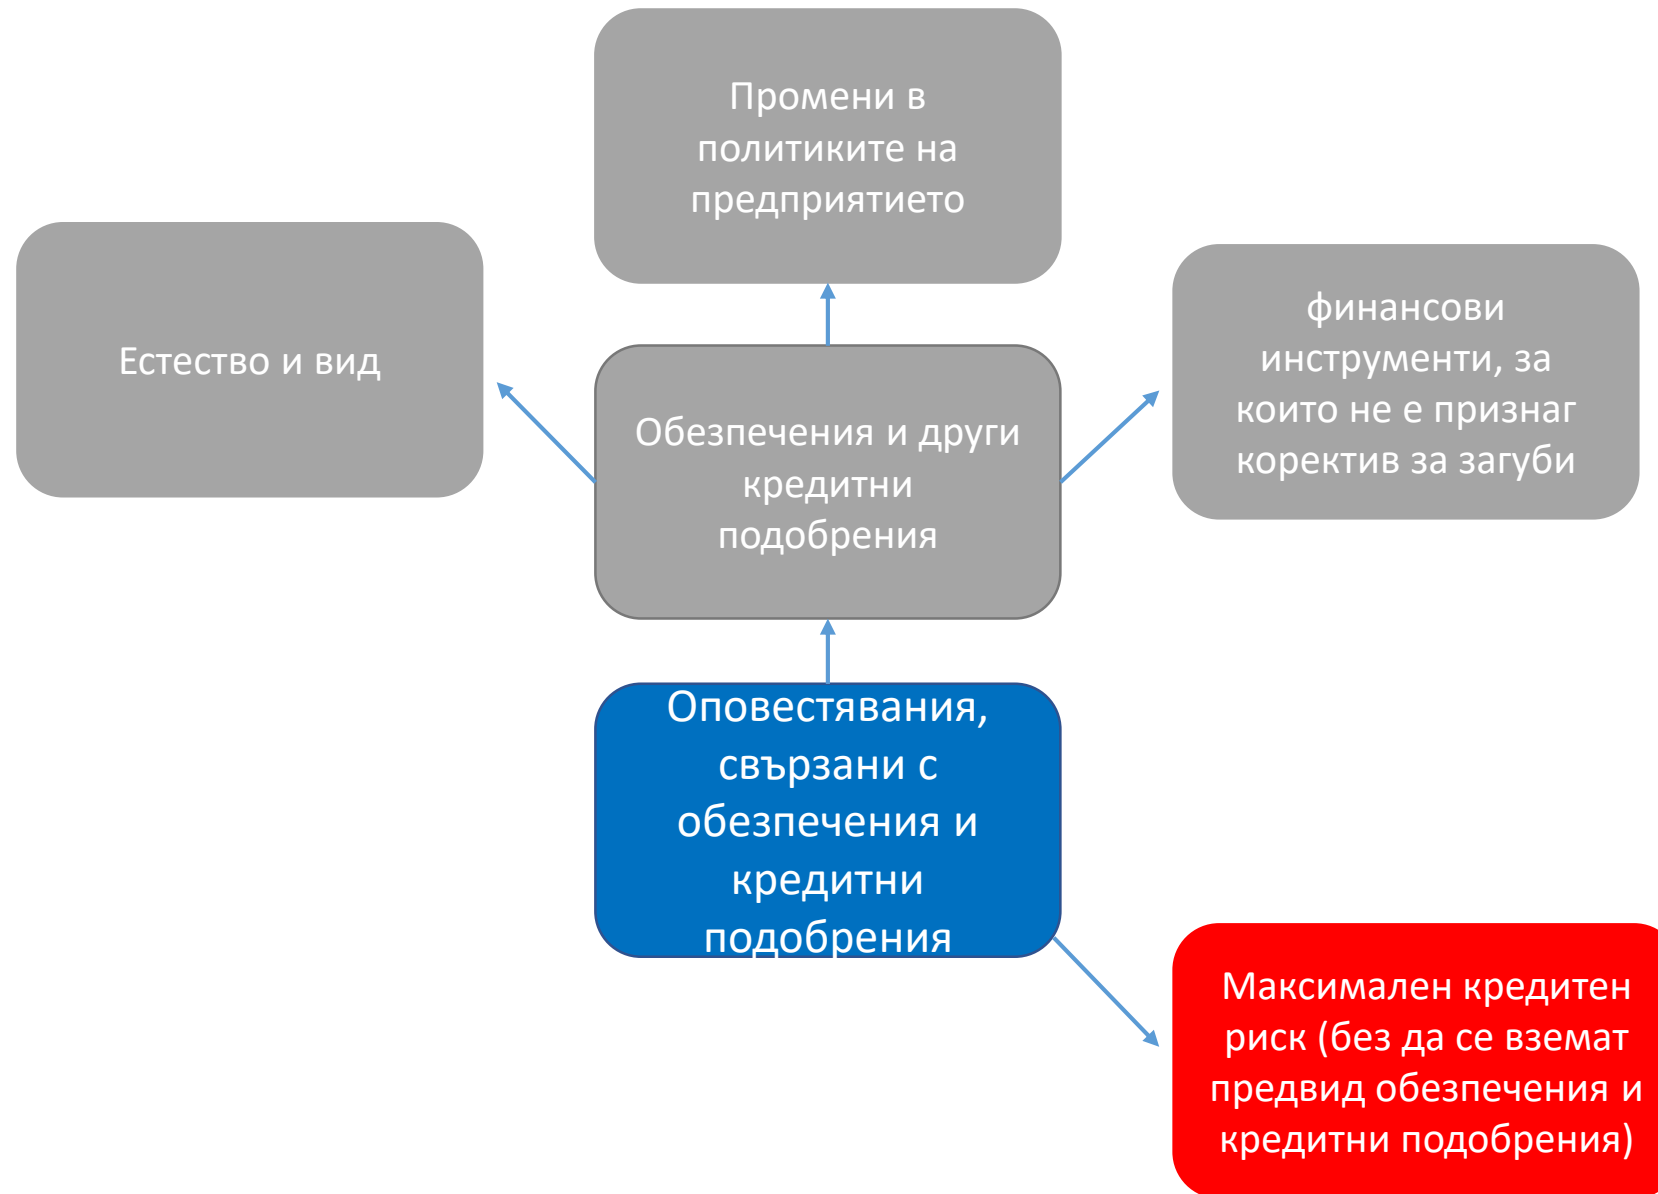 Промени в
политиките на
предприятието
Естество и вид
финансови
инструменти, за
които не е признаг
коректив за загуби
Обезпечения и други
кредитни
подобрения
Оповестявания,
свързани с
обезпечения и
кредитни
подобрения
Максимален кредитен
риск (без да се вземат
предвид обезпечения и
кредитни подобрения)